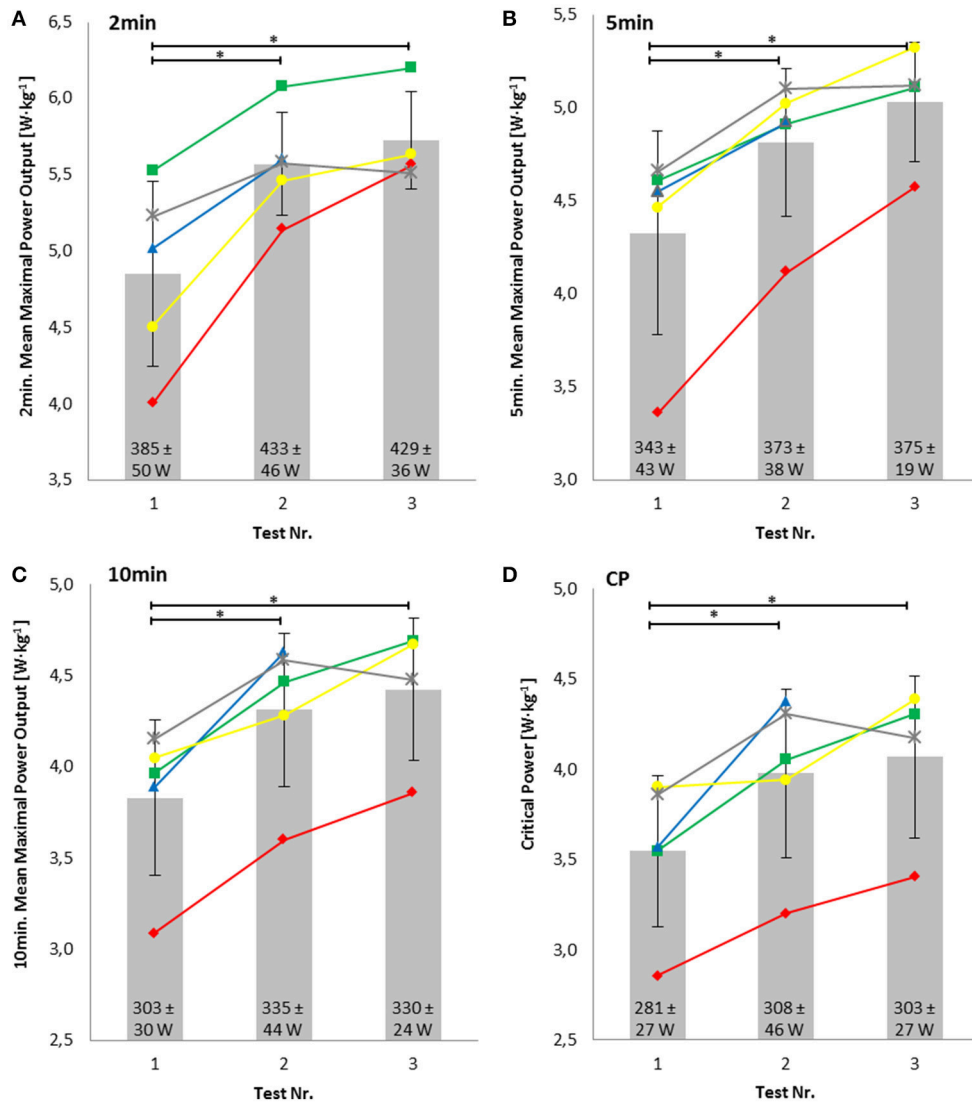 A
2min
6,5
6,0
5,5
5,0
4,5
4,0
3,5
2min. Mean Maximal Power Output [W·kg-1]
*
*
385 ±
50 W
433 ±
46 W
429 ±
36 W
1
2
3
Test Nr.
B
5min
5,5
5,0
4,5
4,0
3,5
3,0
5min. Mean Maximal Power Output [W·kg-1]
*
*
343 ±
43 W
373 ±
38 W
375 ±
19 W
1
2
3
Test Nr.
C
10min
5,0
4,5
4,0
3,5
3,0
2,5
10min. Mean Maximal Power Output [W·kg-1]
*
*
303 ±
30 W
335 ±
44 W
330 ±
24 W
1
2
3
Test Nr.
D
CP
5,0
4,5
4,0
3,5
3,0
2,5
Critical Power [W·kg-1]
*
*
281 ±
27 W
308 ±
46 W
303 ±
27 W
1
2
3
Test Nr.